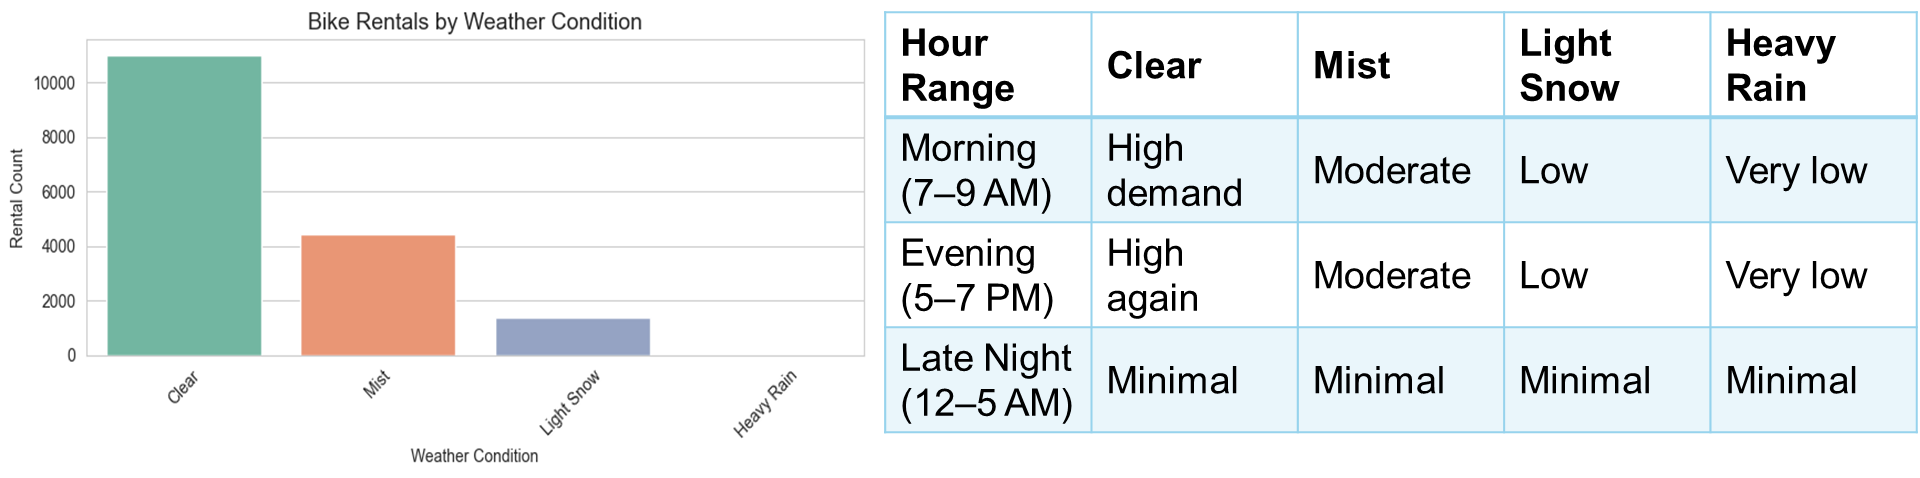 Bike Rentals by Weather Condition
Rental Count
10000
8000
6000
4000
2000
0
Clear
Mist
Light Snow
Heavy Rain
Weather Condition
Hour Range | Clear | Mist | Light Snow | Heavy Rain
Morning (7–9 AM) | High demand | Moderate | Low | Very low
Evening (5–7 PM) | High again | Moderate | Low | Very low
Late Night (12–5 AM) | Minimal | Minimal | Minimal | Minimal